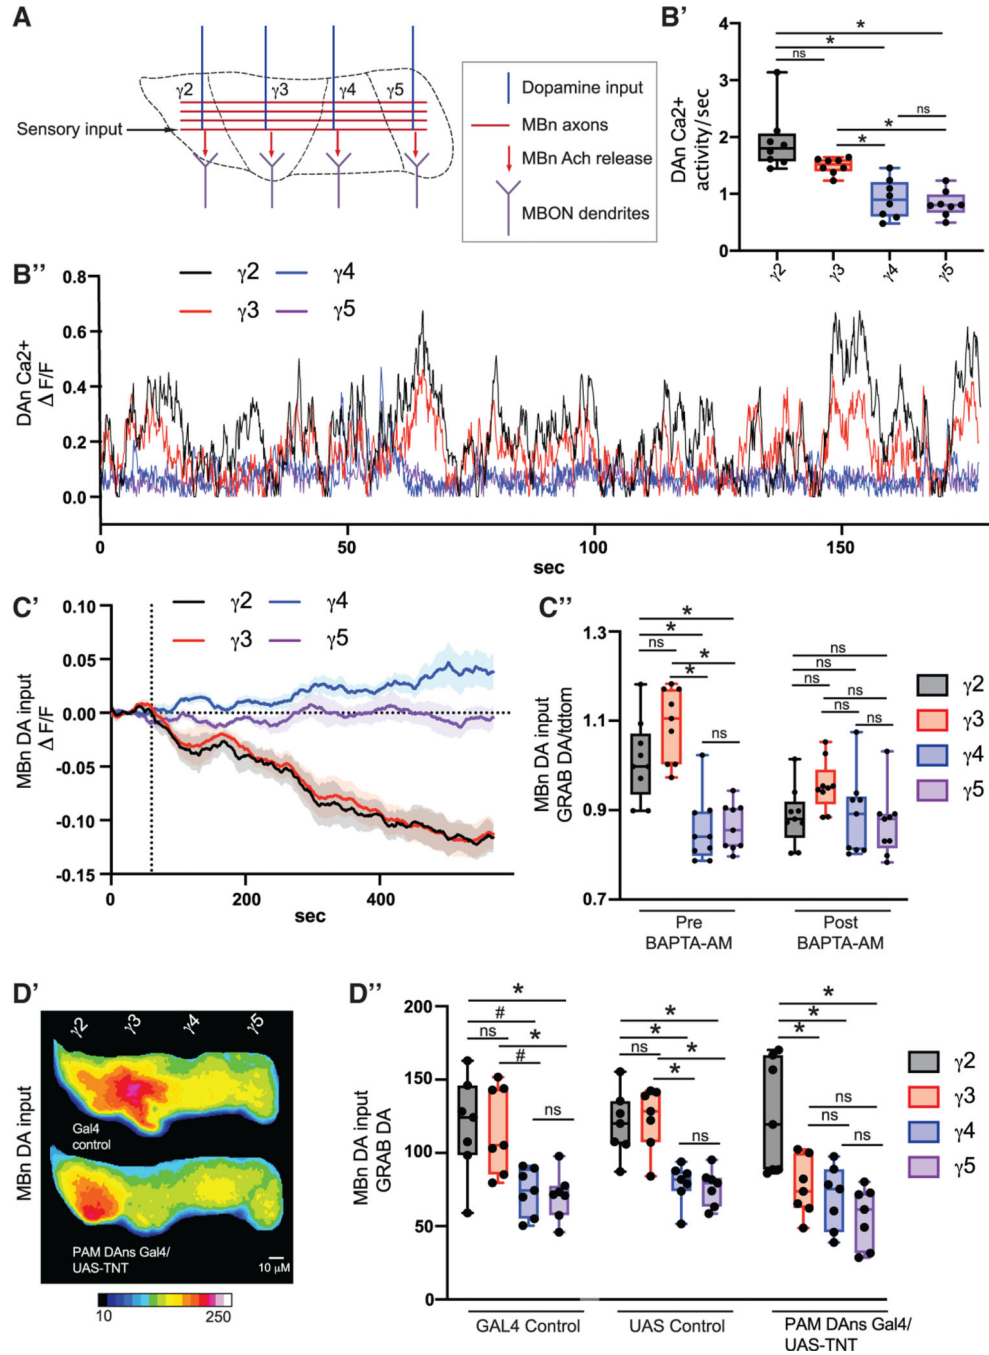 A
γ2
γ3
γ4
γ5
Sensory input
Dopamine input
MBn axons
MBn Ach release
MBON dendrites
B'
DAn Ca2+
activity/sec
4
3
2
1
0
*
*
ns
ns
*
*
γ2
γ3
γ4
γ5
B''
γ2
γ4
γ3
γ5
DAn Ca2+
Δ F/F
0.8
0.6
0.4
0.2
0.0
0
50
100
150
sec
C'
γ2
γ4
γ3
γ5
MBn DA input
Δ F/F
0.10
0.05
0.00
-0.05
-0.10
-0.15
0
200
400
sec
C''
MBn DA input
GRAB DA/tdtom
1.3
1.1
0.9
0.7
*
*
ns
*
*
ns
ns
ns
ns
ns
ns
ns
Pre
BAPTA-AM
Post
BAPTA-AM
γ2
γ3
γ4
γ5
D'
MBn DA input
γ2
γ3
γ4
γ5
Gal4
control
PAM DAns Gal4/
UAS-TNT
10 μM
10
250
D''
MBn DA input
GRAB DA
200
150
100
50
0
*
#
ns
*
#
ns
*
*
ns
*
*
ns
*
*
*
ns
ns
ns
GAL4 Control
UAS Control
PAM DAns Gal4/
UAS-TNT
γ2
γ3
γ4
γ5